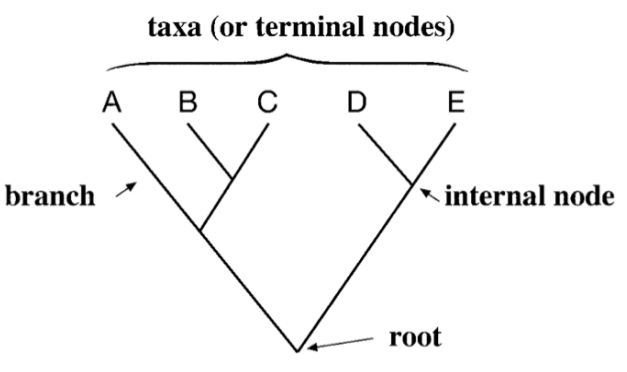 taxa (or terminal nodes)
A B C D E
branch
internal node
root